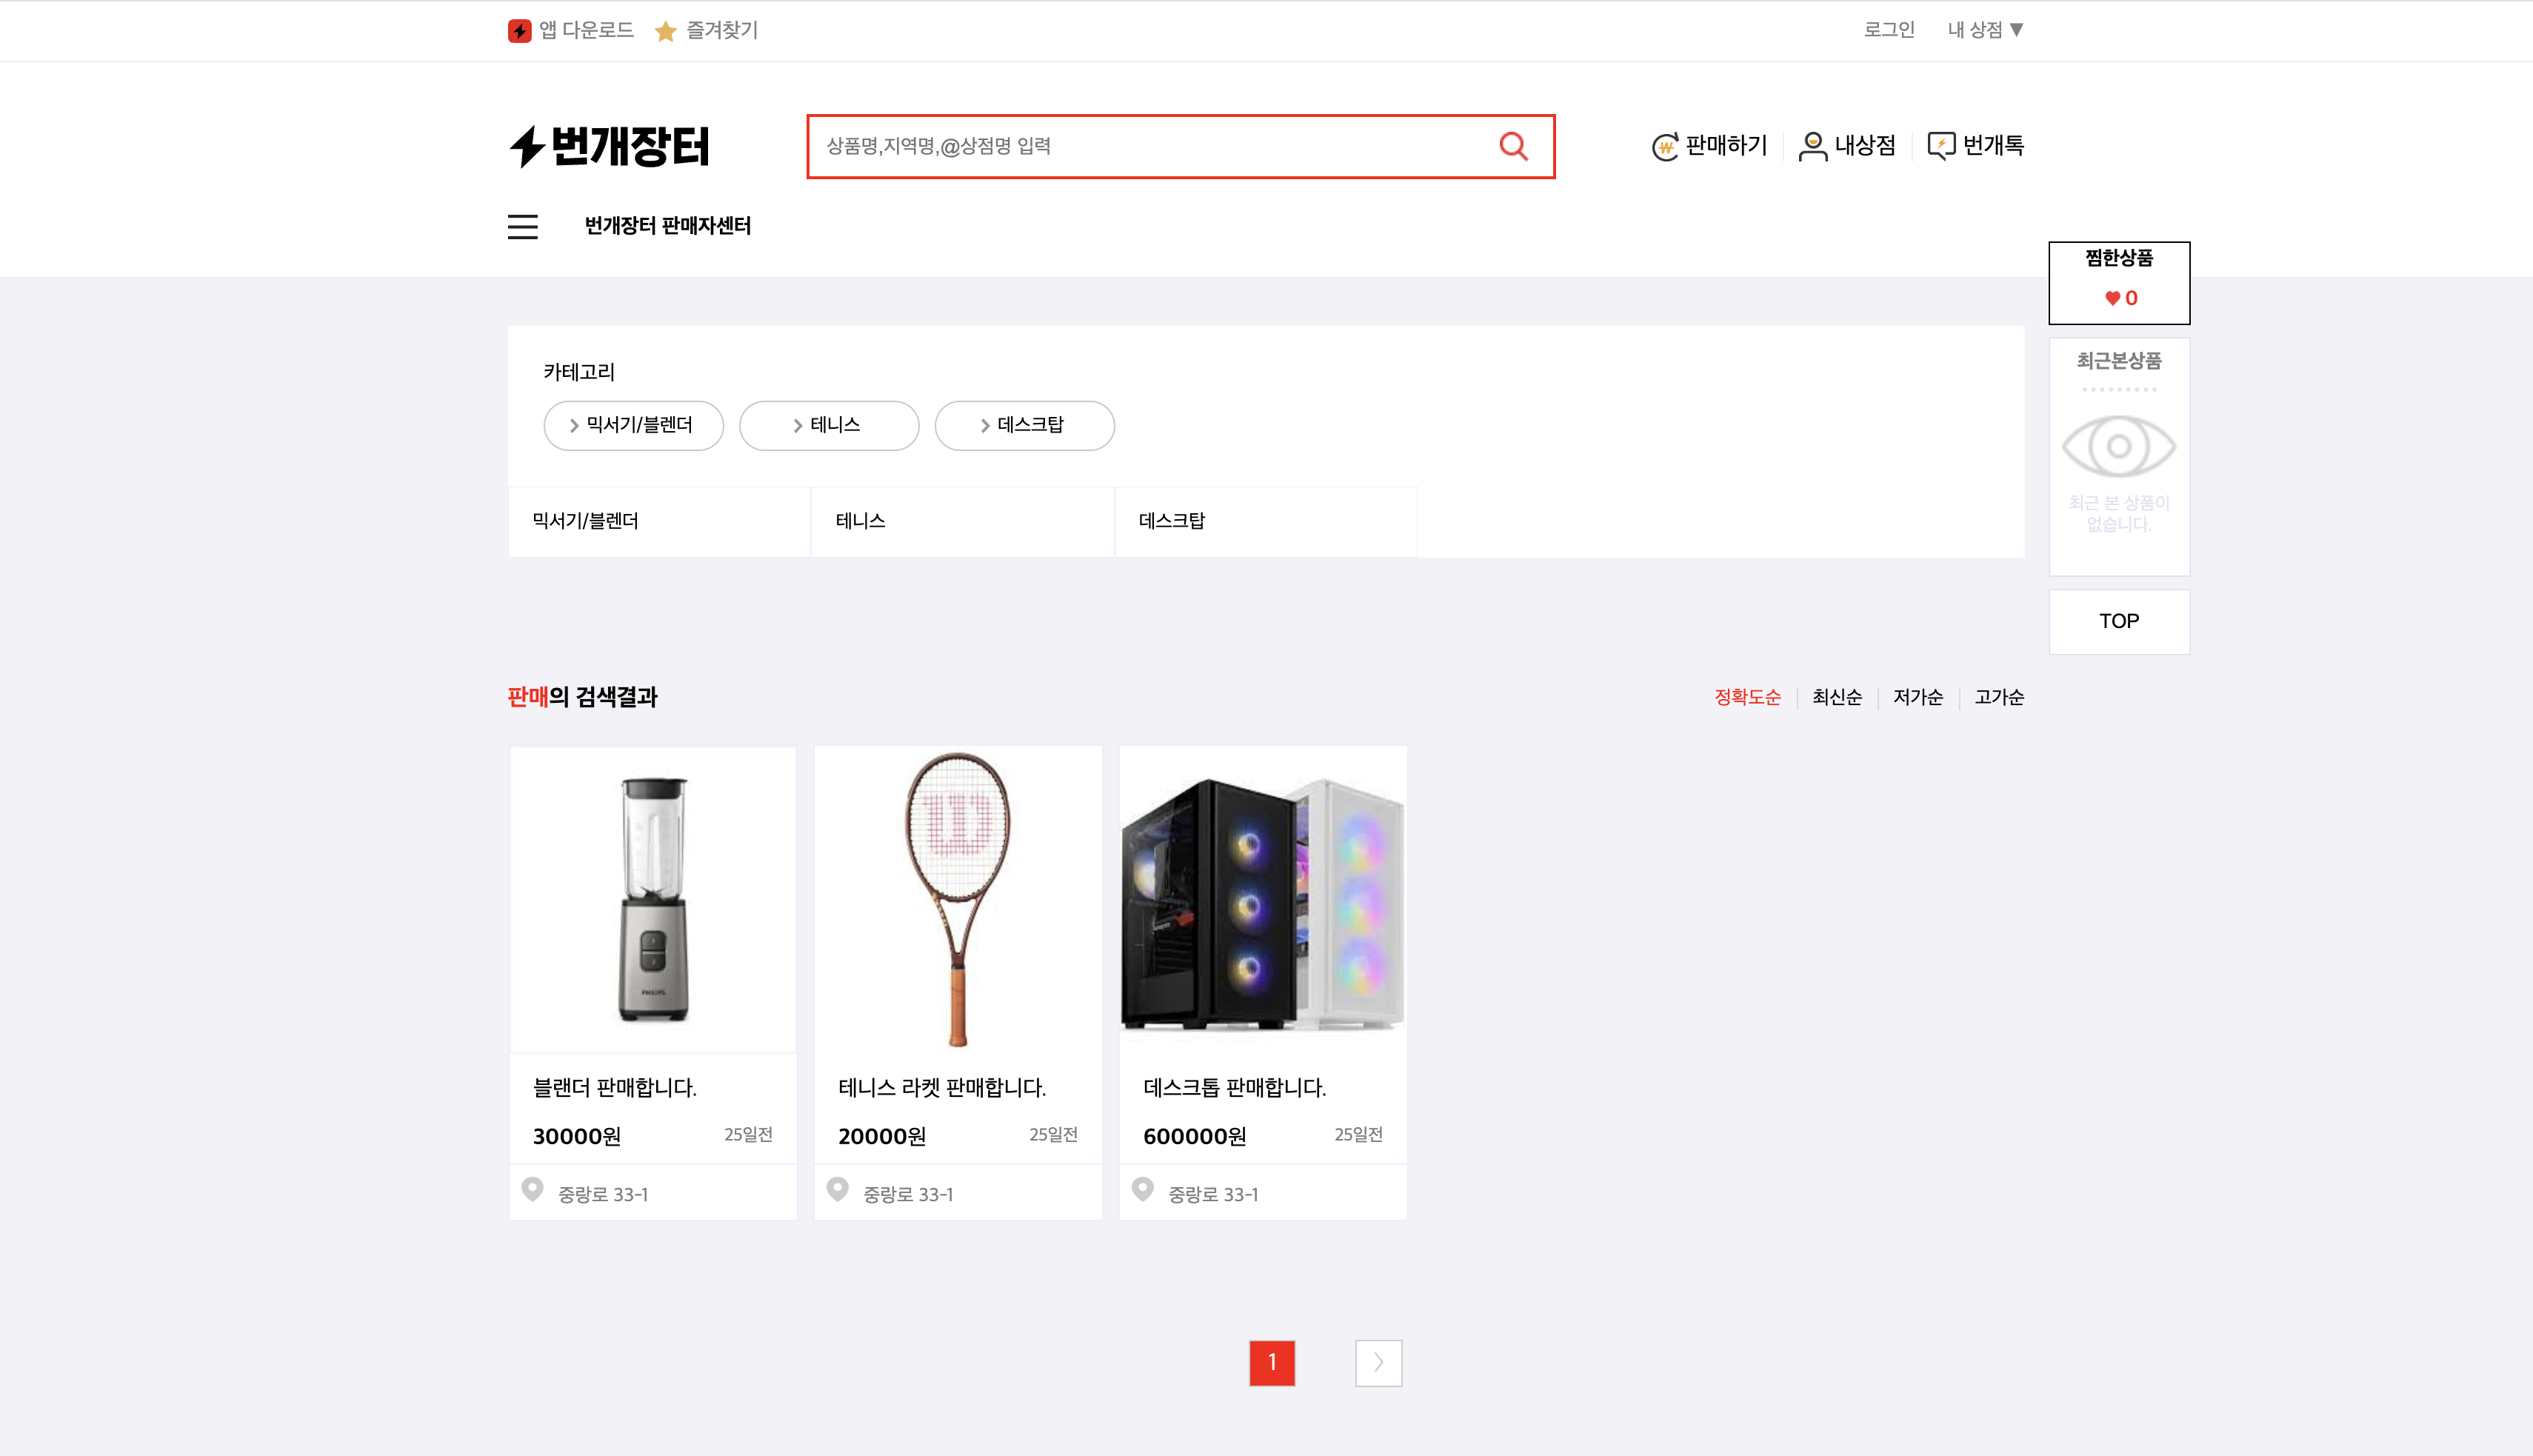 앱 다운로드 즐겨찾기 로그인 내 상점 ▼
번개장터 상품명,지역명,@상점명 입력 판매하기 내상점 번개톡
번개장터 판매자센터
찜한상품
0
최근본상품
최근 본 상품이
없습니다.
TOP
카테고리
믹서기/블렌더 테니스 데스크탑
믹서기/블렌더 테니스 데스크탑
판매의 검색결과 정확도순 최신순 저가순 고가순
PHILIPS
블랜더 판매합니다. 테니스 라켓 판매합니다. 데스크톱 판매합니다.
30000원 25일전 20000원 25일전 600000원 25일전
중랑로 33-1 중랑로 33-1 중랑로 33-1
1